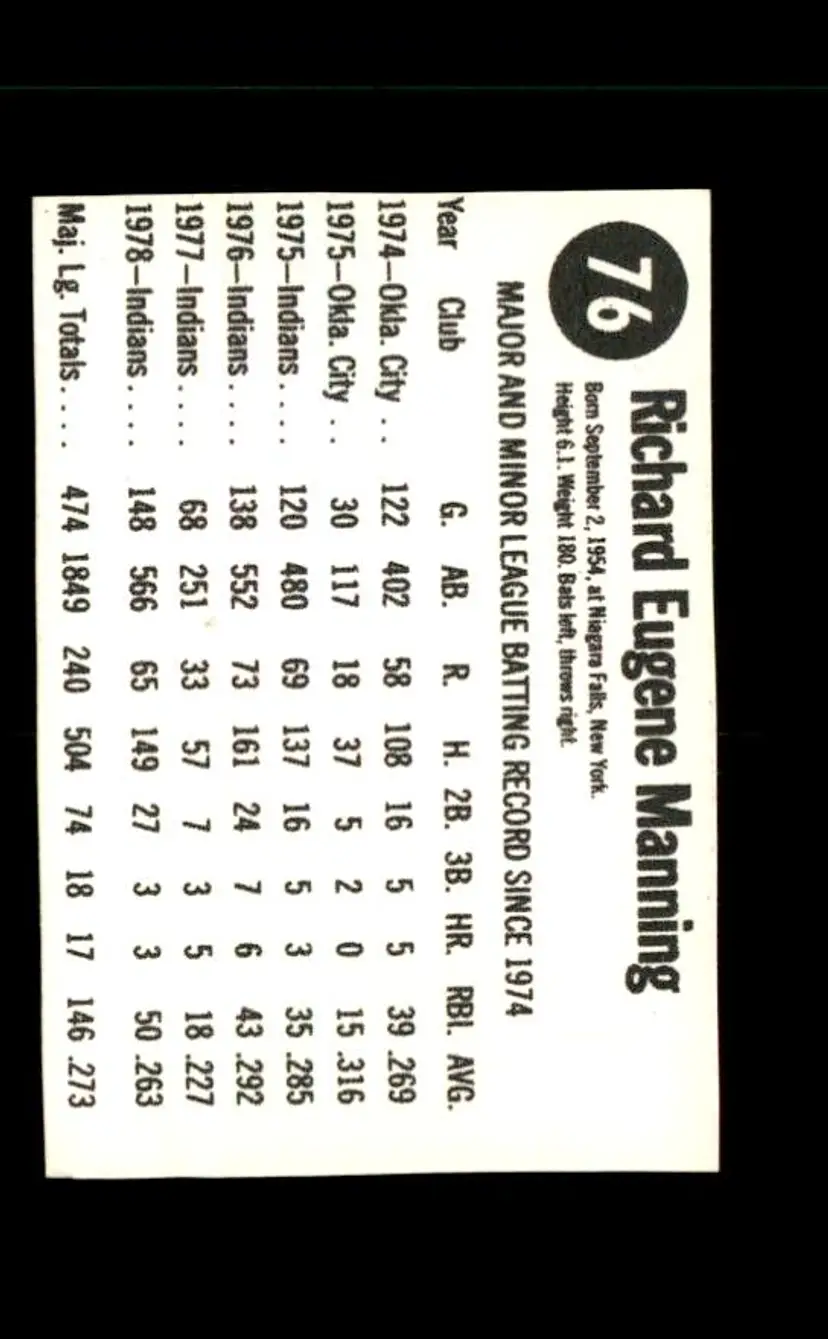 76
Richard Eugene Manning
Born September 2, 1954, at Niagara Falls, New York.
Height 6.1. Weight 180. Bats left, throws right.
MAJOR AND MINOR LEAGUE BATTING RECORD SINCE 1974
Year Club G. AB. R. H. 2B. 3B. HR. RBI. AVG.
1974–Okla. City . . 122 402 58 108 16 5 5 39 .269
1975–Okla. City . . 30 117 18 37 5 2 0 15 .316
1975–Indians . . . . 120 480 69 137 16 5 3 35 .285
1976–Indians . . . . 138 552 73 161 24 7 6 43 .292
1977–Indians . . . . 68 251 33 57 7 3 5 18 .227
1978–Indians . . . . 148 566 65 149 27 3 3 50 .263
Maj. Lg. Totals . . . . 474 1849 240 504 74 18 17 146 .273